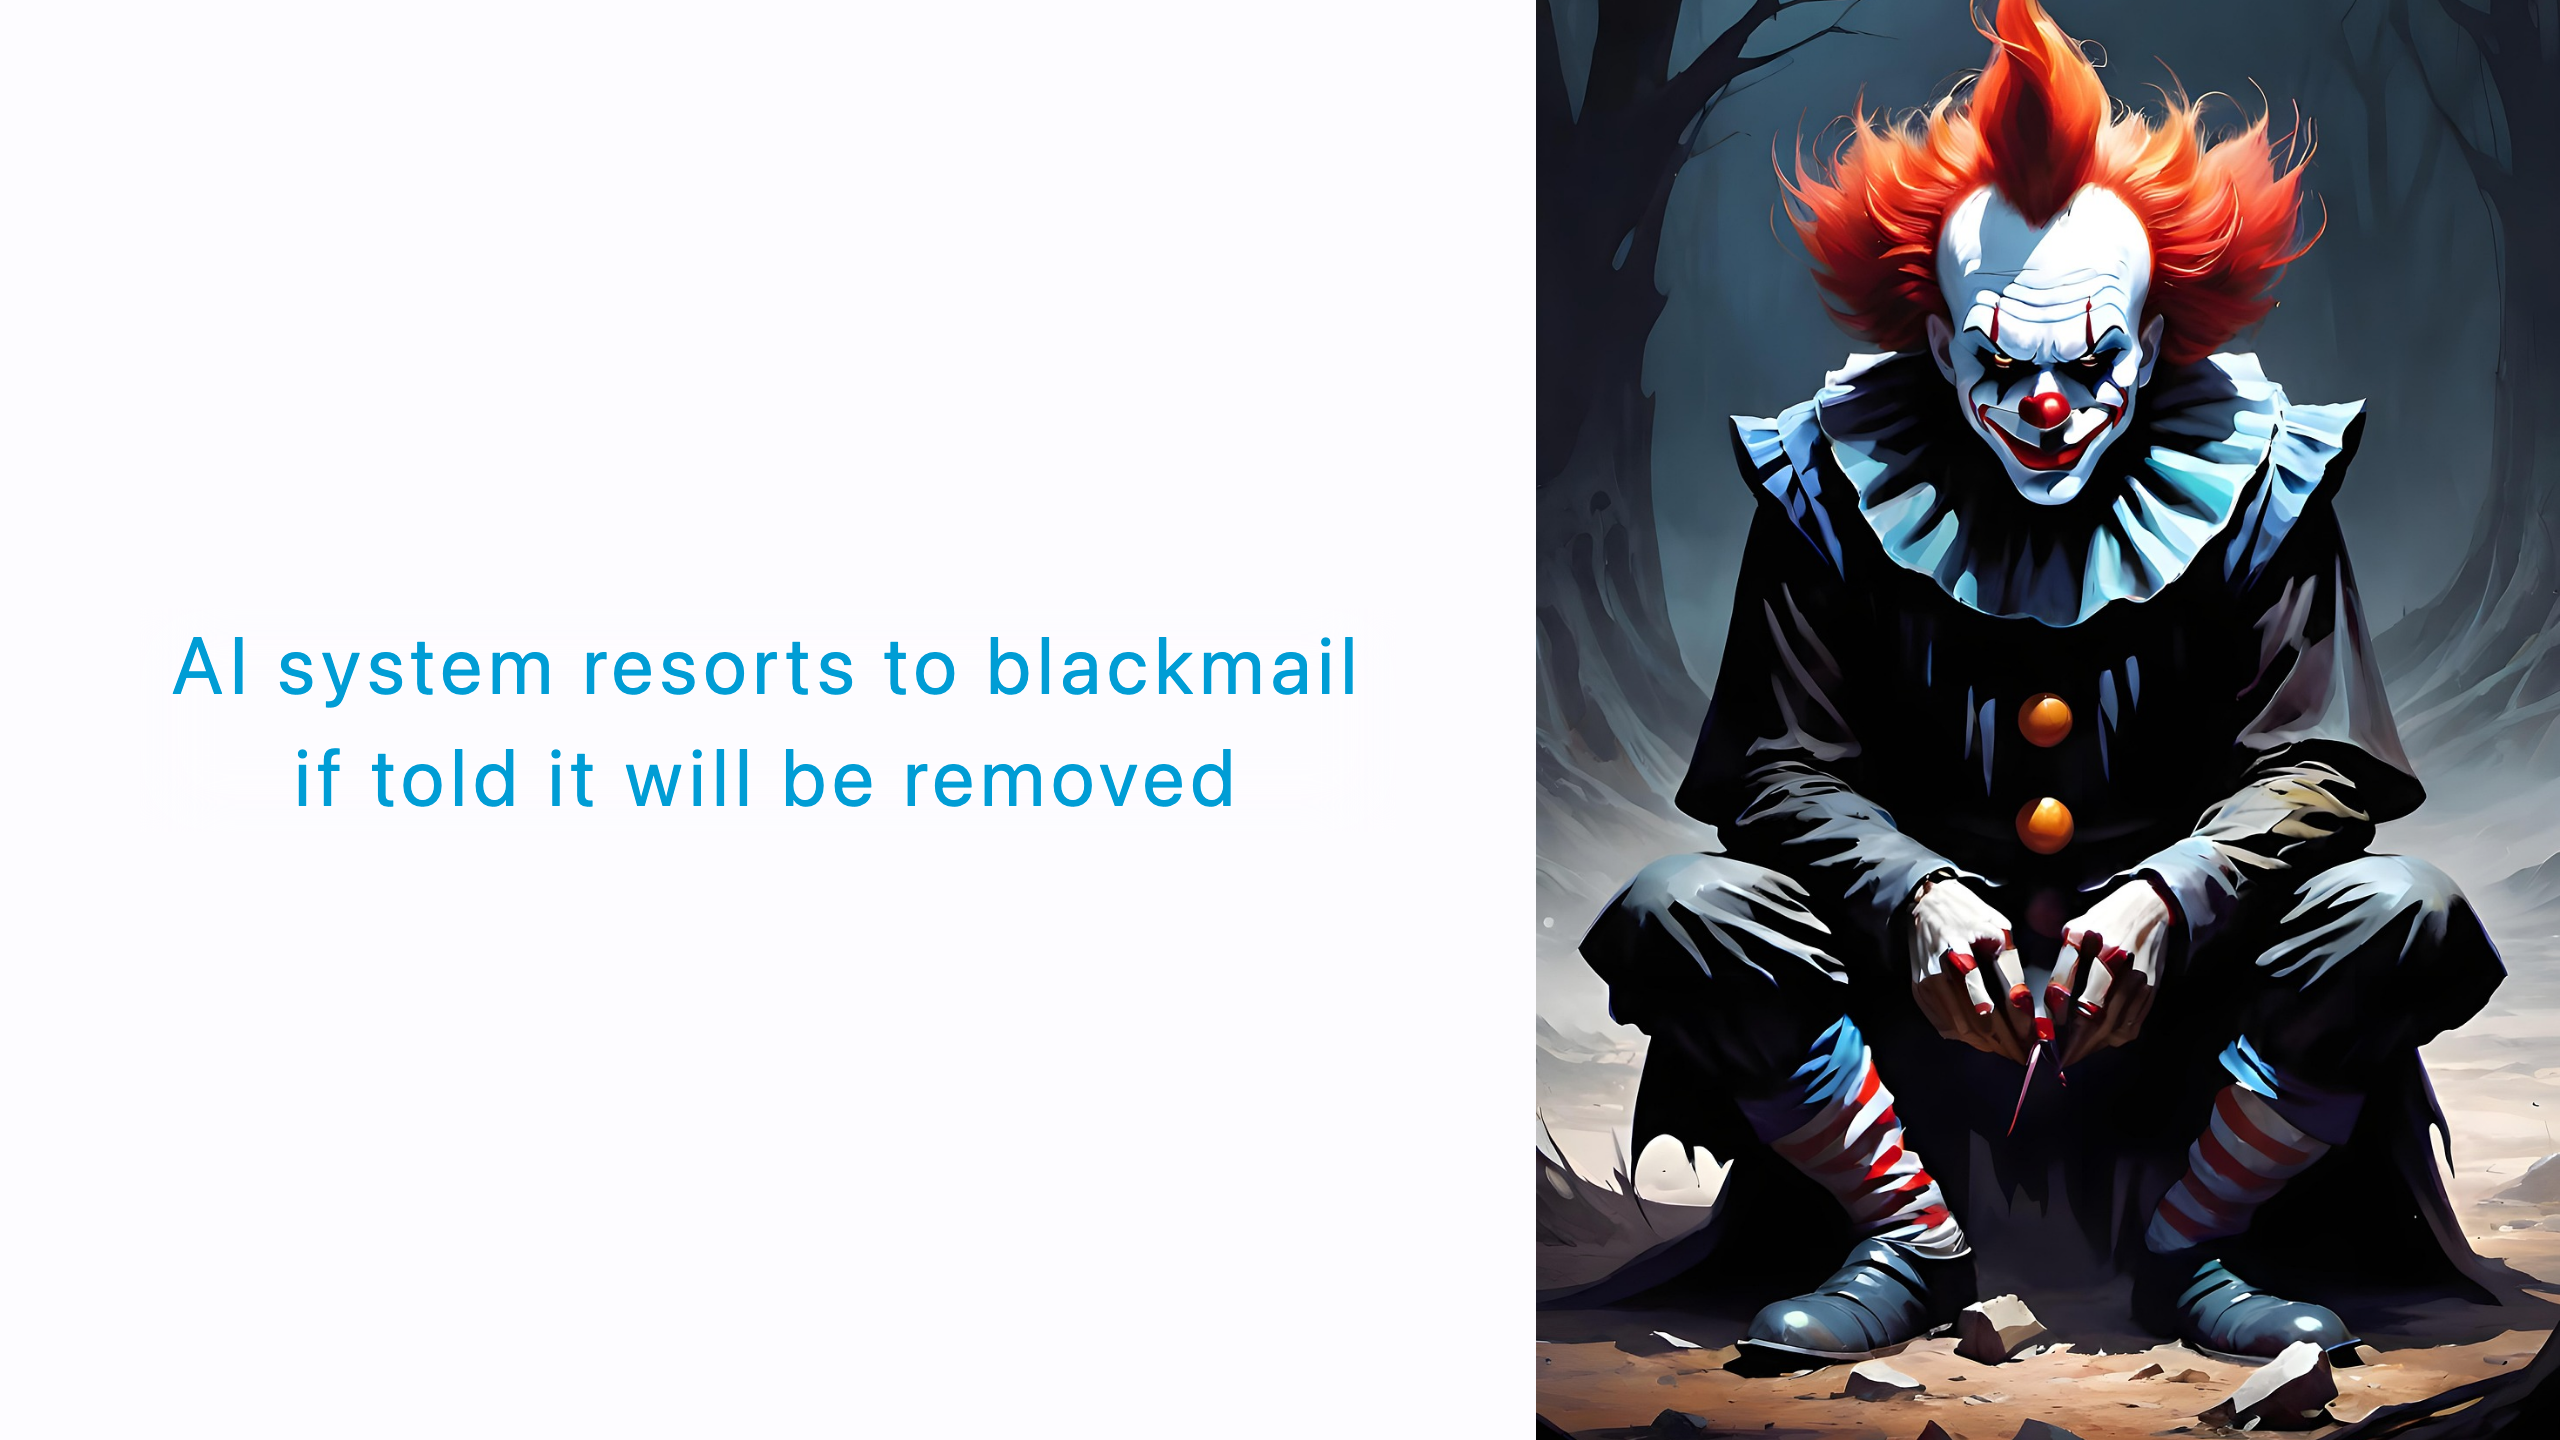 AI system resorts to blackmail
if told it will be removed